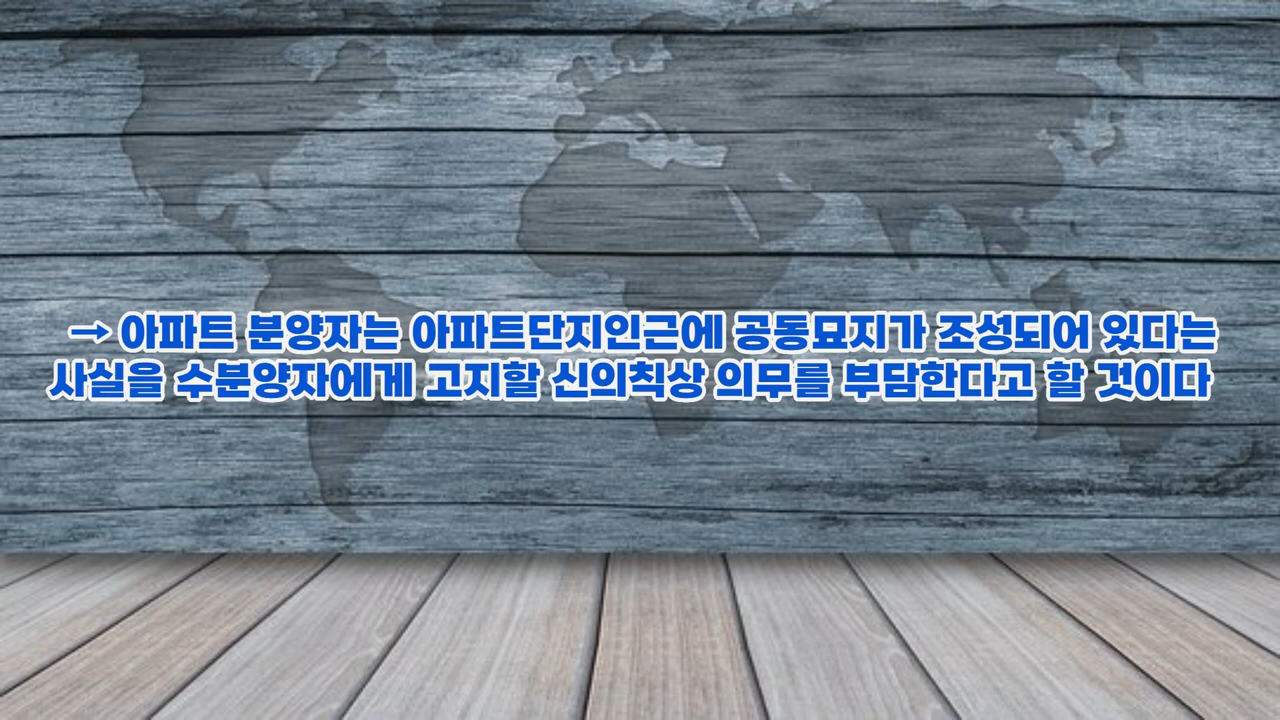 → 아파트 분양자는 아파트단지인근에 공동묘지가 조성되어 있다는
사실을 수분양자에게 고지할 신의칙상 의무를 부담한다고 할 것이다